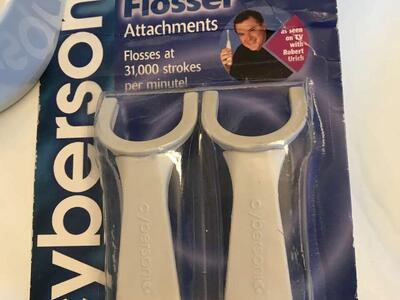 Flosser
Attachments
Flosses at
31,000 strokes
per minute!
as seen
on TV
with
Robert
Urich
cyberson
cybersonic
cybersonic